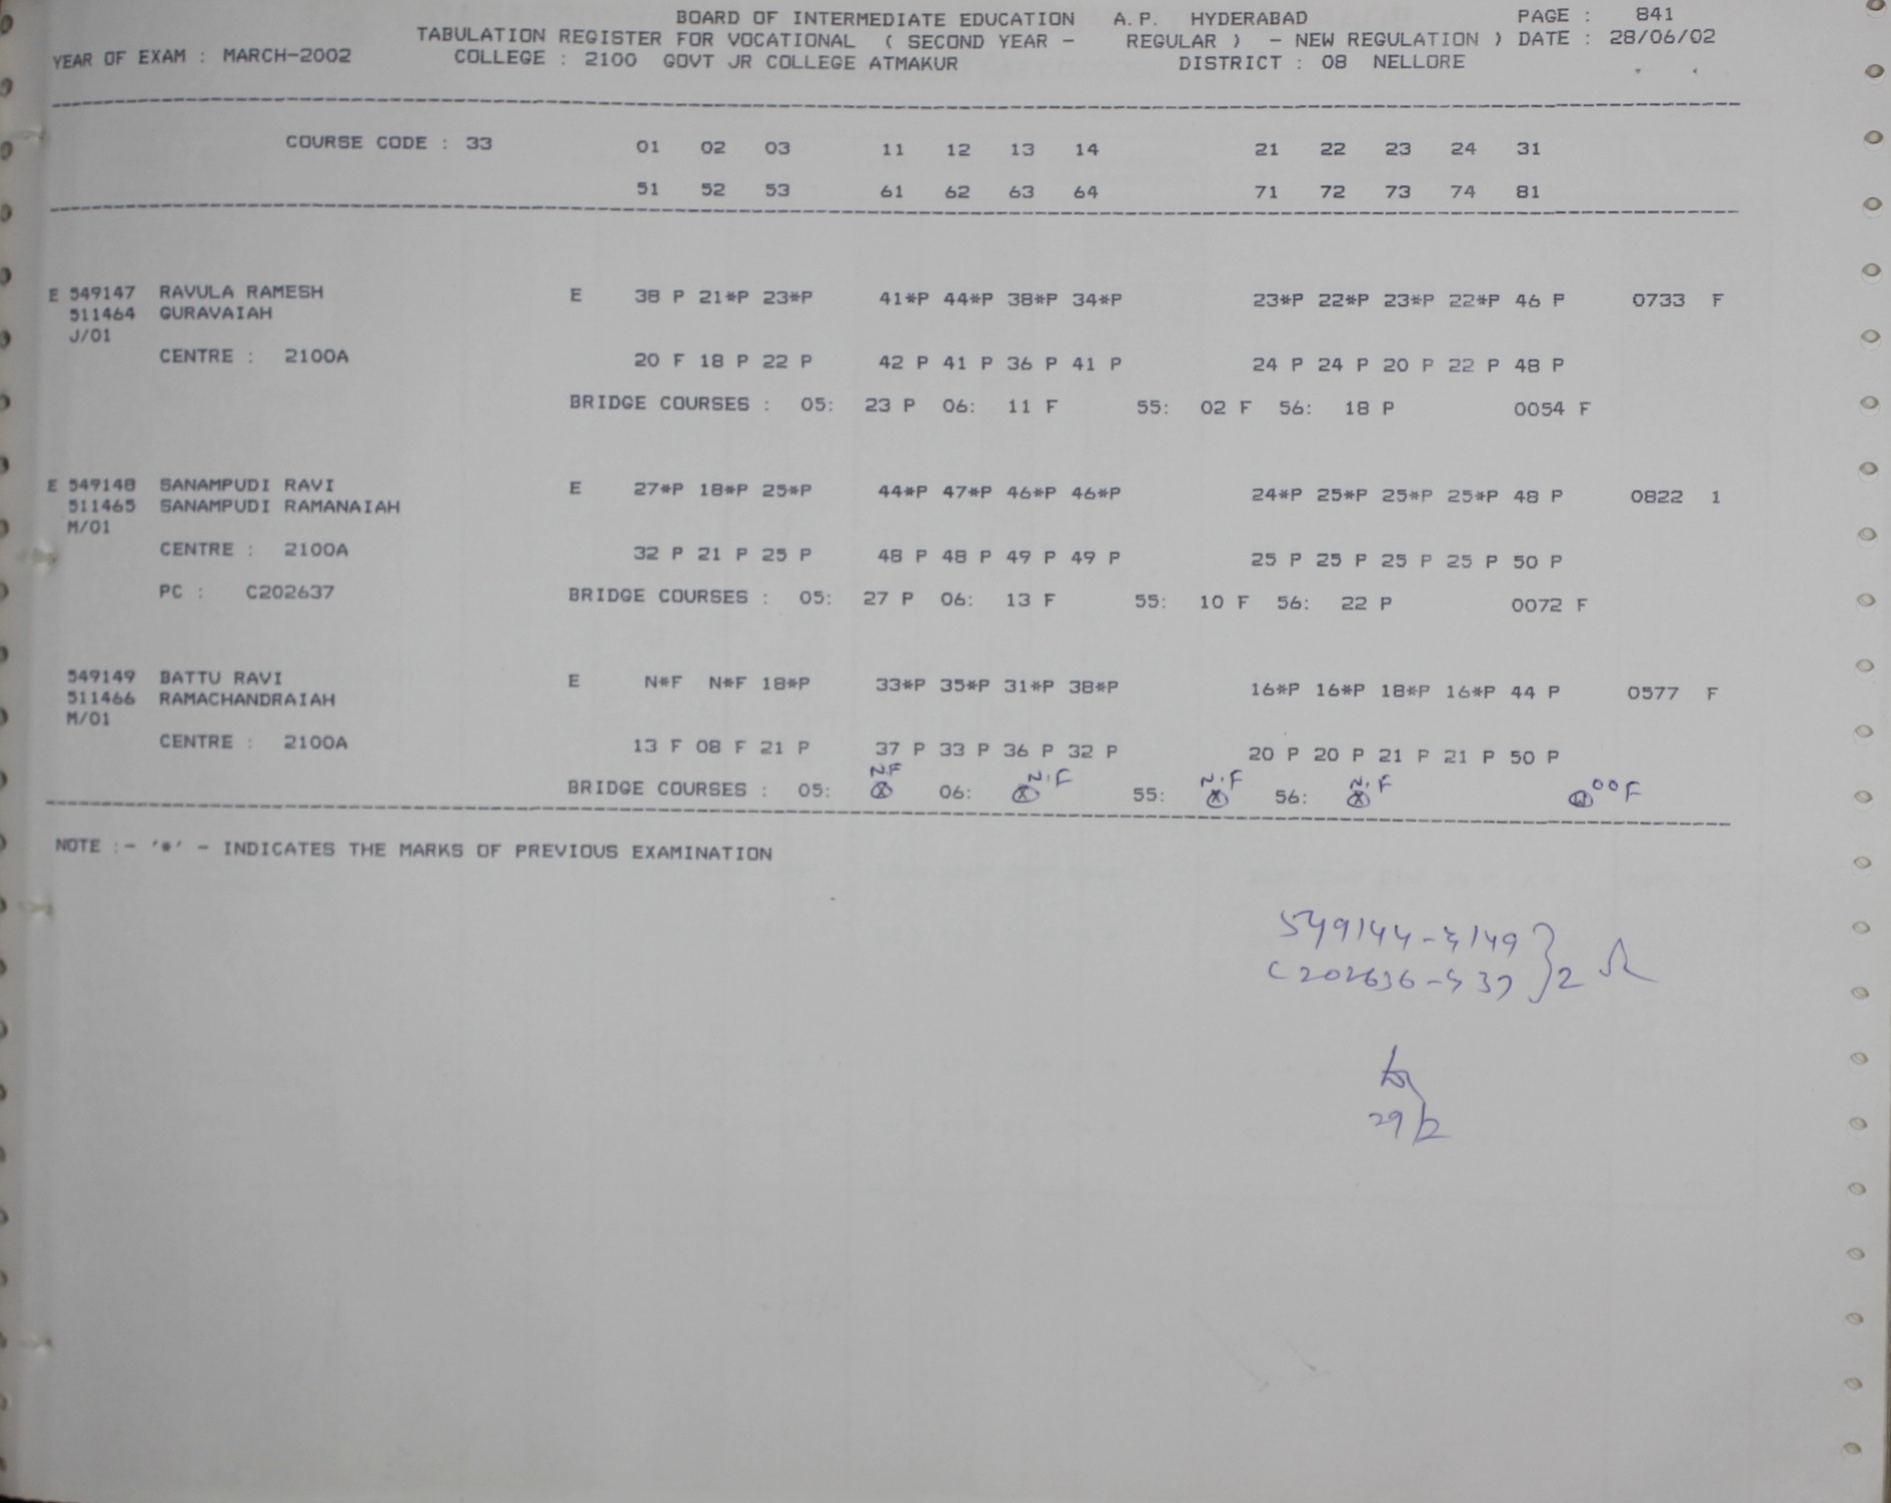 BOARD OF INTERMEDIATE EDUCATION A.P. HYDERABAD PAGE : 841
TABULATION REGISTER FOR VOCATIONAL ( SECOND YEAR - REGULAR ) - NEW REGULATION ) DATE : 28/06/02
YEAR OF EXAM : MARCH-2002 COLLEGE : 2100 GOVT JR COLLEGE ATMAKUR DISTRICT : 08 NELLORE
COURSE CODE : 33 01 02 03 11 12 13 14 21 22 23 24 31
51 52 53 61 62 63 64 71 72 73 74 81
E 549147 RAVULA RAMESH E 38 P 21*P 23*P 41*P 44*P 38*P 34*P 23*P 22*P 23*P 22*P 46 P 0733 F
511464 GURAVAIAH
J/01
CENTRE : 2100A 20 F 18 P 22 P 42 P 41 P 36 P 41 P 24 P 24 P 20 P 22 P 48 P
BRIDGE COURSES : 05: 23 P 06: 11 F 55: 02 F 56: 18 P 0054 F
E 549148 SANAMPUDI RAVI E 27*P 18*P 25*P 44*P 47*P 46*P 46*P 24*P 25*P 25*P 25*P 48 P 0822 1
511465 SANAMPUDI RAMANAIAH
M/01
CENTRE : 2100A 32 P 21 P 25 P 48 P 48 P 49 P 49 P 25 P 25 P 25 P 25 P 50 P
PC : C202637 BRIDGE COURSES : 05: 27 P 06: 13 F 55: 10 F 56: 22 P 0072 F
549149 BATTU RAVI E N*F N*F 18*P 33*P 35*P 31*P 38*P 16*P 16*P 18*P 16*P 44 P 0577 F
511466 RAMACHANDRAIAH
M/01
CENTRE : 2100A 13 F 08 F 21 P 37 P 33 P 36 P 32 P 20 P 20 P 21 P 21 P 50 P
N.F N.F N.F N.F 00F
BRIDGE COURSES : 05: 06: 55: 56:
NOTE :- '*' - INDICATES THE MARKS OF PREVIOUS EXAMINATION
549144-149
C202636-37 } 2